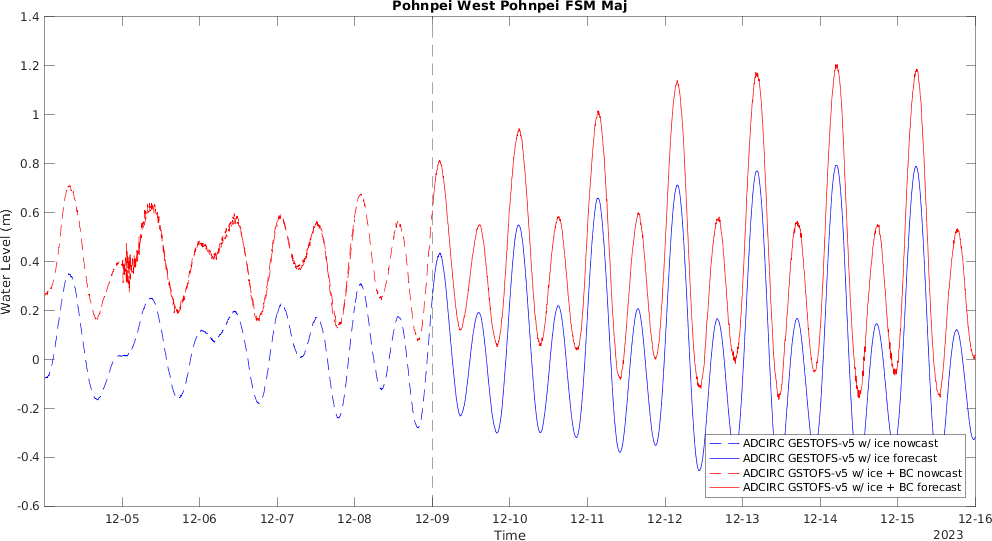 Pohnpei West Pohnpei FSM Maj
1.4
1.2
1
0.8
0.6
0.4
0.2
0
-0.2
-0.4
-0.6
Water Level (m)
ADCIRC GESTOFS-v5 w/ ice nowcast
ADCIRC GESTOFS-v5 w/ ice forecast
ADCIRC GSTOFS-v5 w/ ice + BC nowcast
ADCIRC GSTOFS-v5 w/ ice + BC forecast
12-05 12-06 12-07 12-08 12-09 12-10 12-11 12-12 12-13 12-14 12-15 12-16
Time
2023